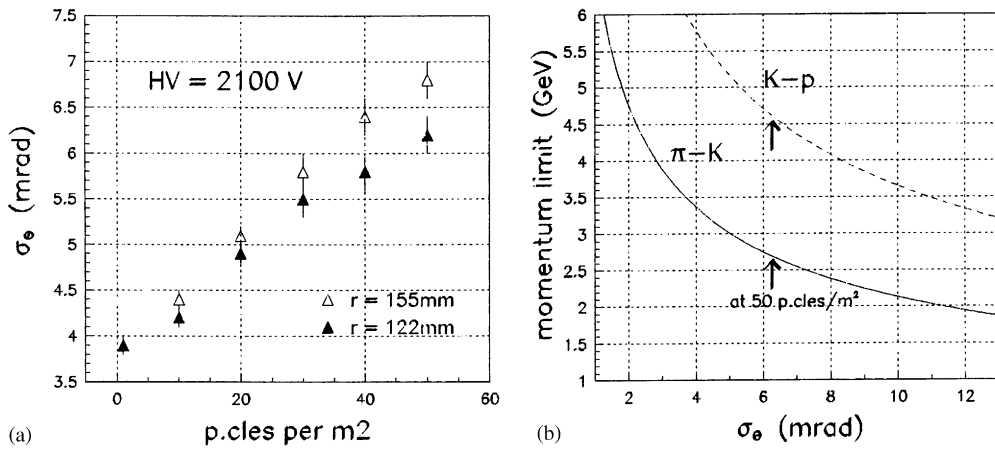 7.5
7
6.5
6
5.5
5
4.5
4
3.5
σθ (mrad)
HV = 2100 V
△ r = 155mm
▲ r = 122mm
0
20
40
60
p.cles per m2
(a)
6
5.5
5
4.5
4
3.5
3
2.5
2
1.5
1
momentum limit (GeV)
K-p
π-K
at 50 p.cles/m²
2
4
6
8
10
12
σθ (mrad)
(b)